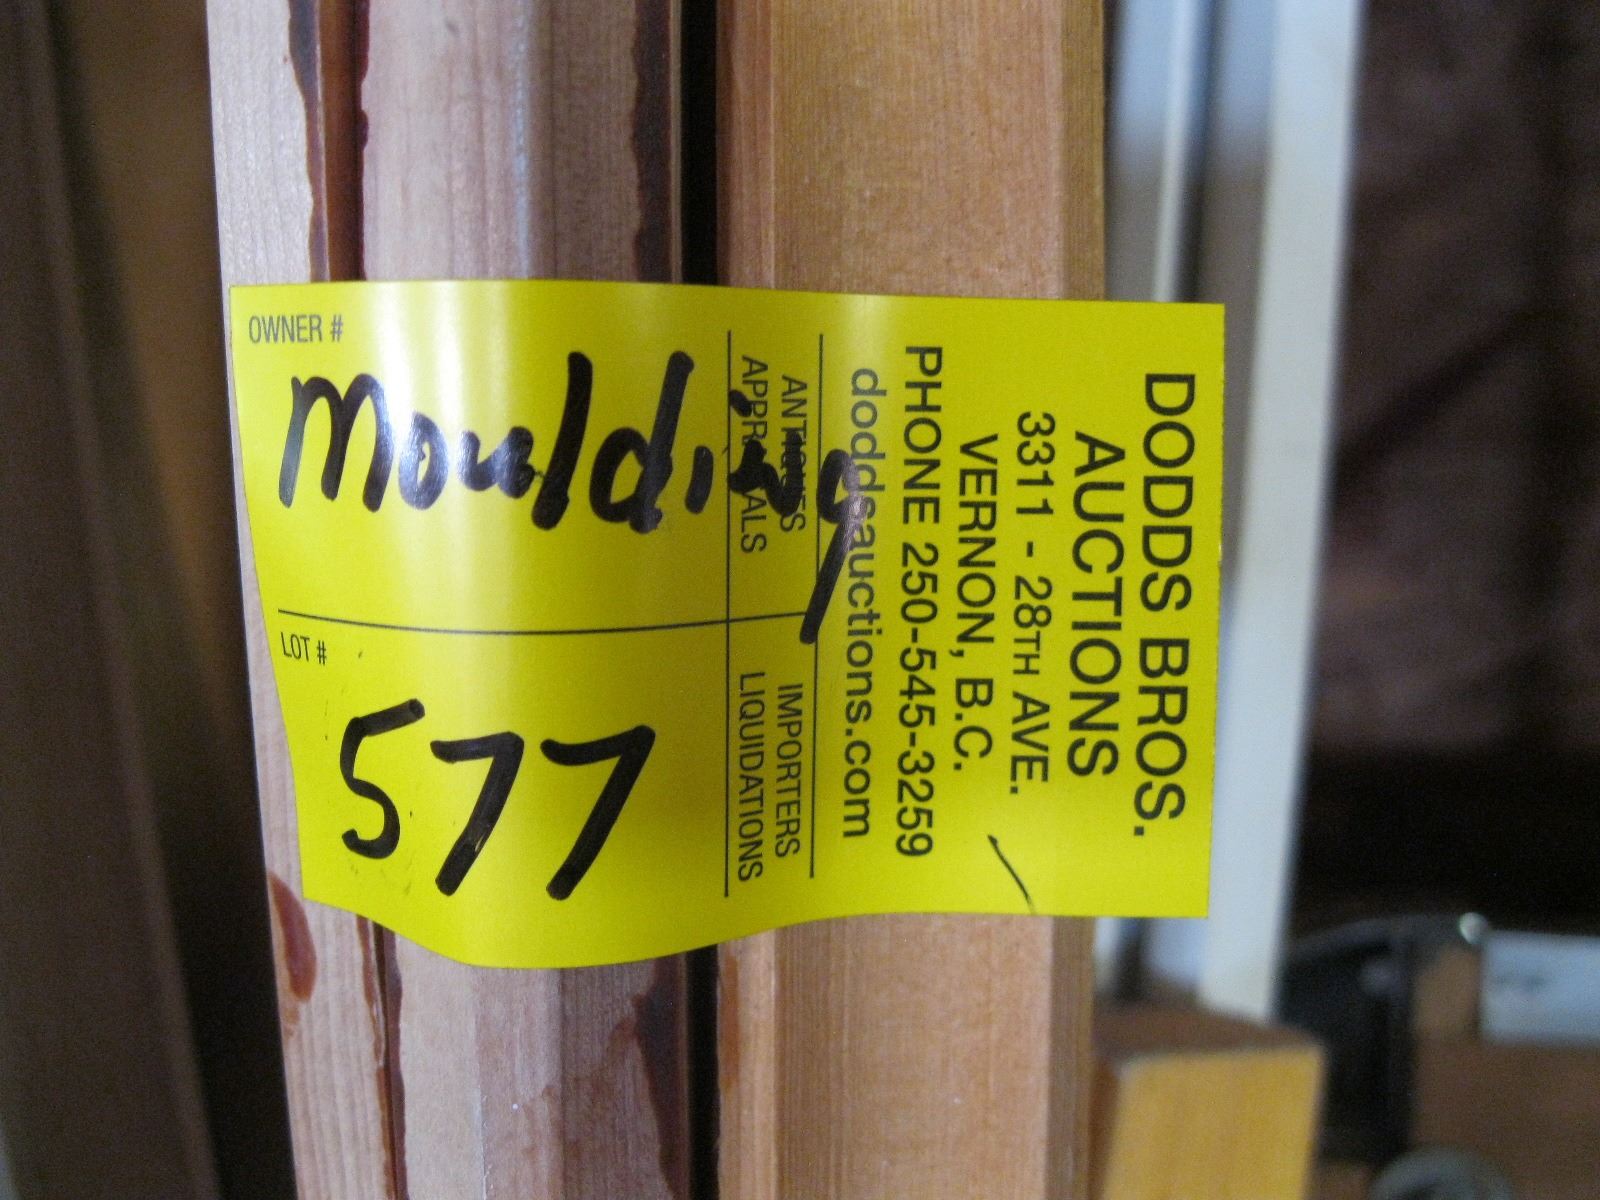 DODDS BROS.
AUCTIONS
3311 - 28TH AVE.
VERNON, B.C.
PHONE 250-545-3259
doddsauctions.com
ANTIQUES
APPRAISALS
IMPORTERS
LIQUIDATIONS
OWNER #
Moulding
LOT #
577